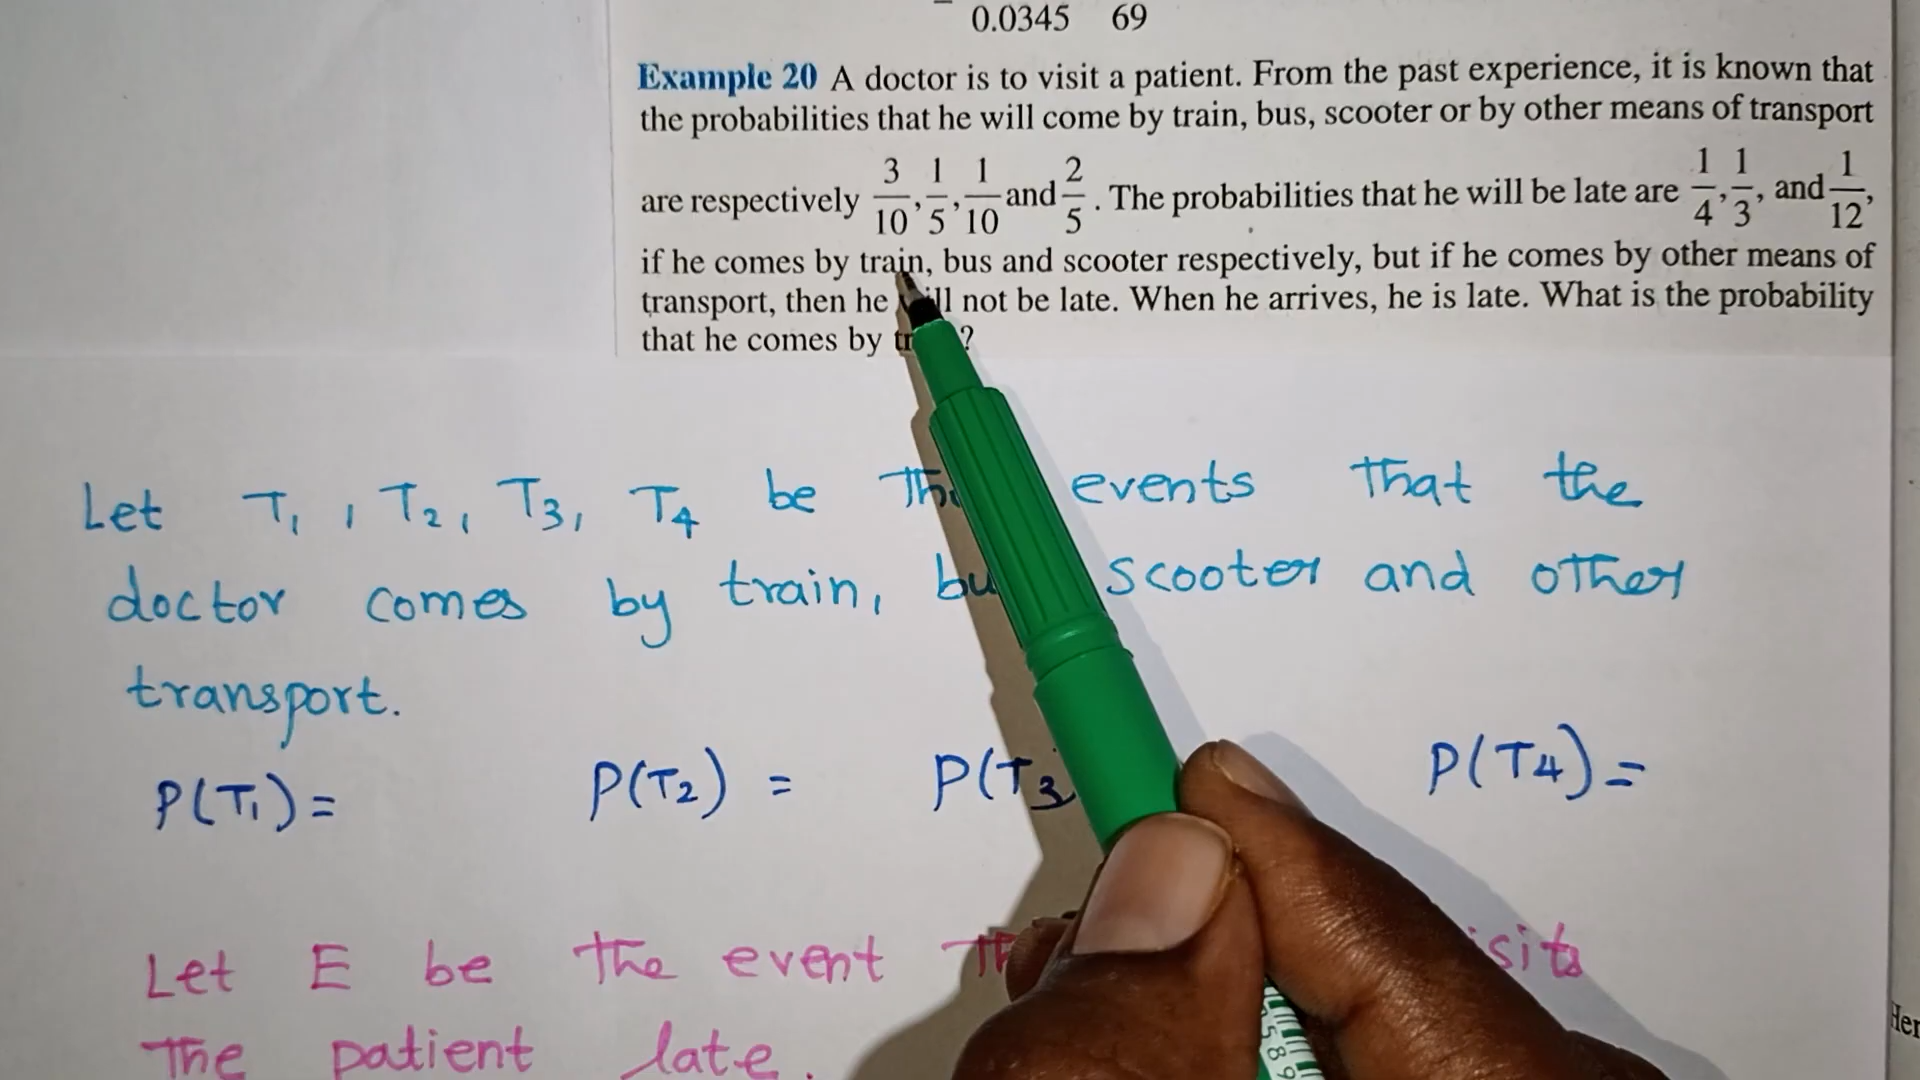 0.0345 69
Example 20 A doctor is to visit a patient. From the past experience, it is known that
the probabilities that he will come by train, bus, scooter or by other means of transport
are respectively 3/10, 1/5, 1/10 and 2/5. The probabilities that he will be late are 1/4, 1/3, and 1/12,
if he comes by train, bus and scooter respectively, but if he comes by other means of
transport, then he will not be late. When he arrives, he is late. What is the probability
that he comes by ?
Let T1, T2, T3, T4 be events that the
doctor comes by train, scooter and other
transport.
P(T1) = P(T2) = P(T3 P(T4) =
Let E be the event
the patient late.